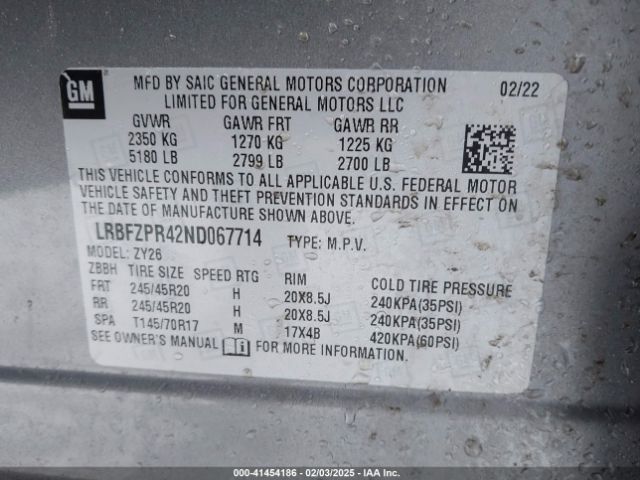 GM
MFD BY SAIC GENERAL MOTORS CORPORATION 02/22
LIMITED FOR GENERAL MOTORS LLC
GVWR GAWR FRT GAWR RR
2350 KG 1270 KG 1225 KG
5180 LB 2799 LB 2700 LB
THIS VEHICLE CONFORMS TO ALL APPLICABLE U.S. FEDERAL MOTOR
VEHICLE SAFETY AND THEFT PREVENTION STANDARDS IN EFFECT ON
THE DATE OF MANUFACTURE SHOWN ABOVE.
LRBFZPR42ND067714 TYPE: M.P.V.
MODEL: ZY26
ZBBH TIRE SIZE SPEED RTG RIM COLD TIRE PRESSURE
FRT 245/45R20 H 20X8.5J 240KPA(35PSI)
RR 245/45R20 H 20X8.5J 240KPA(35PSI)
SPA T145/70R17 M 17X4B 420KPA(60PSI)
SEE OWNER'S MANUAL FOR MORE INFORMATION.
000-41454186 - 02/03/2025 - IAA Inc.